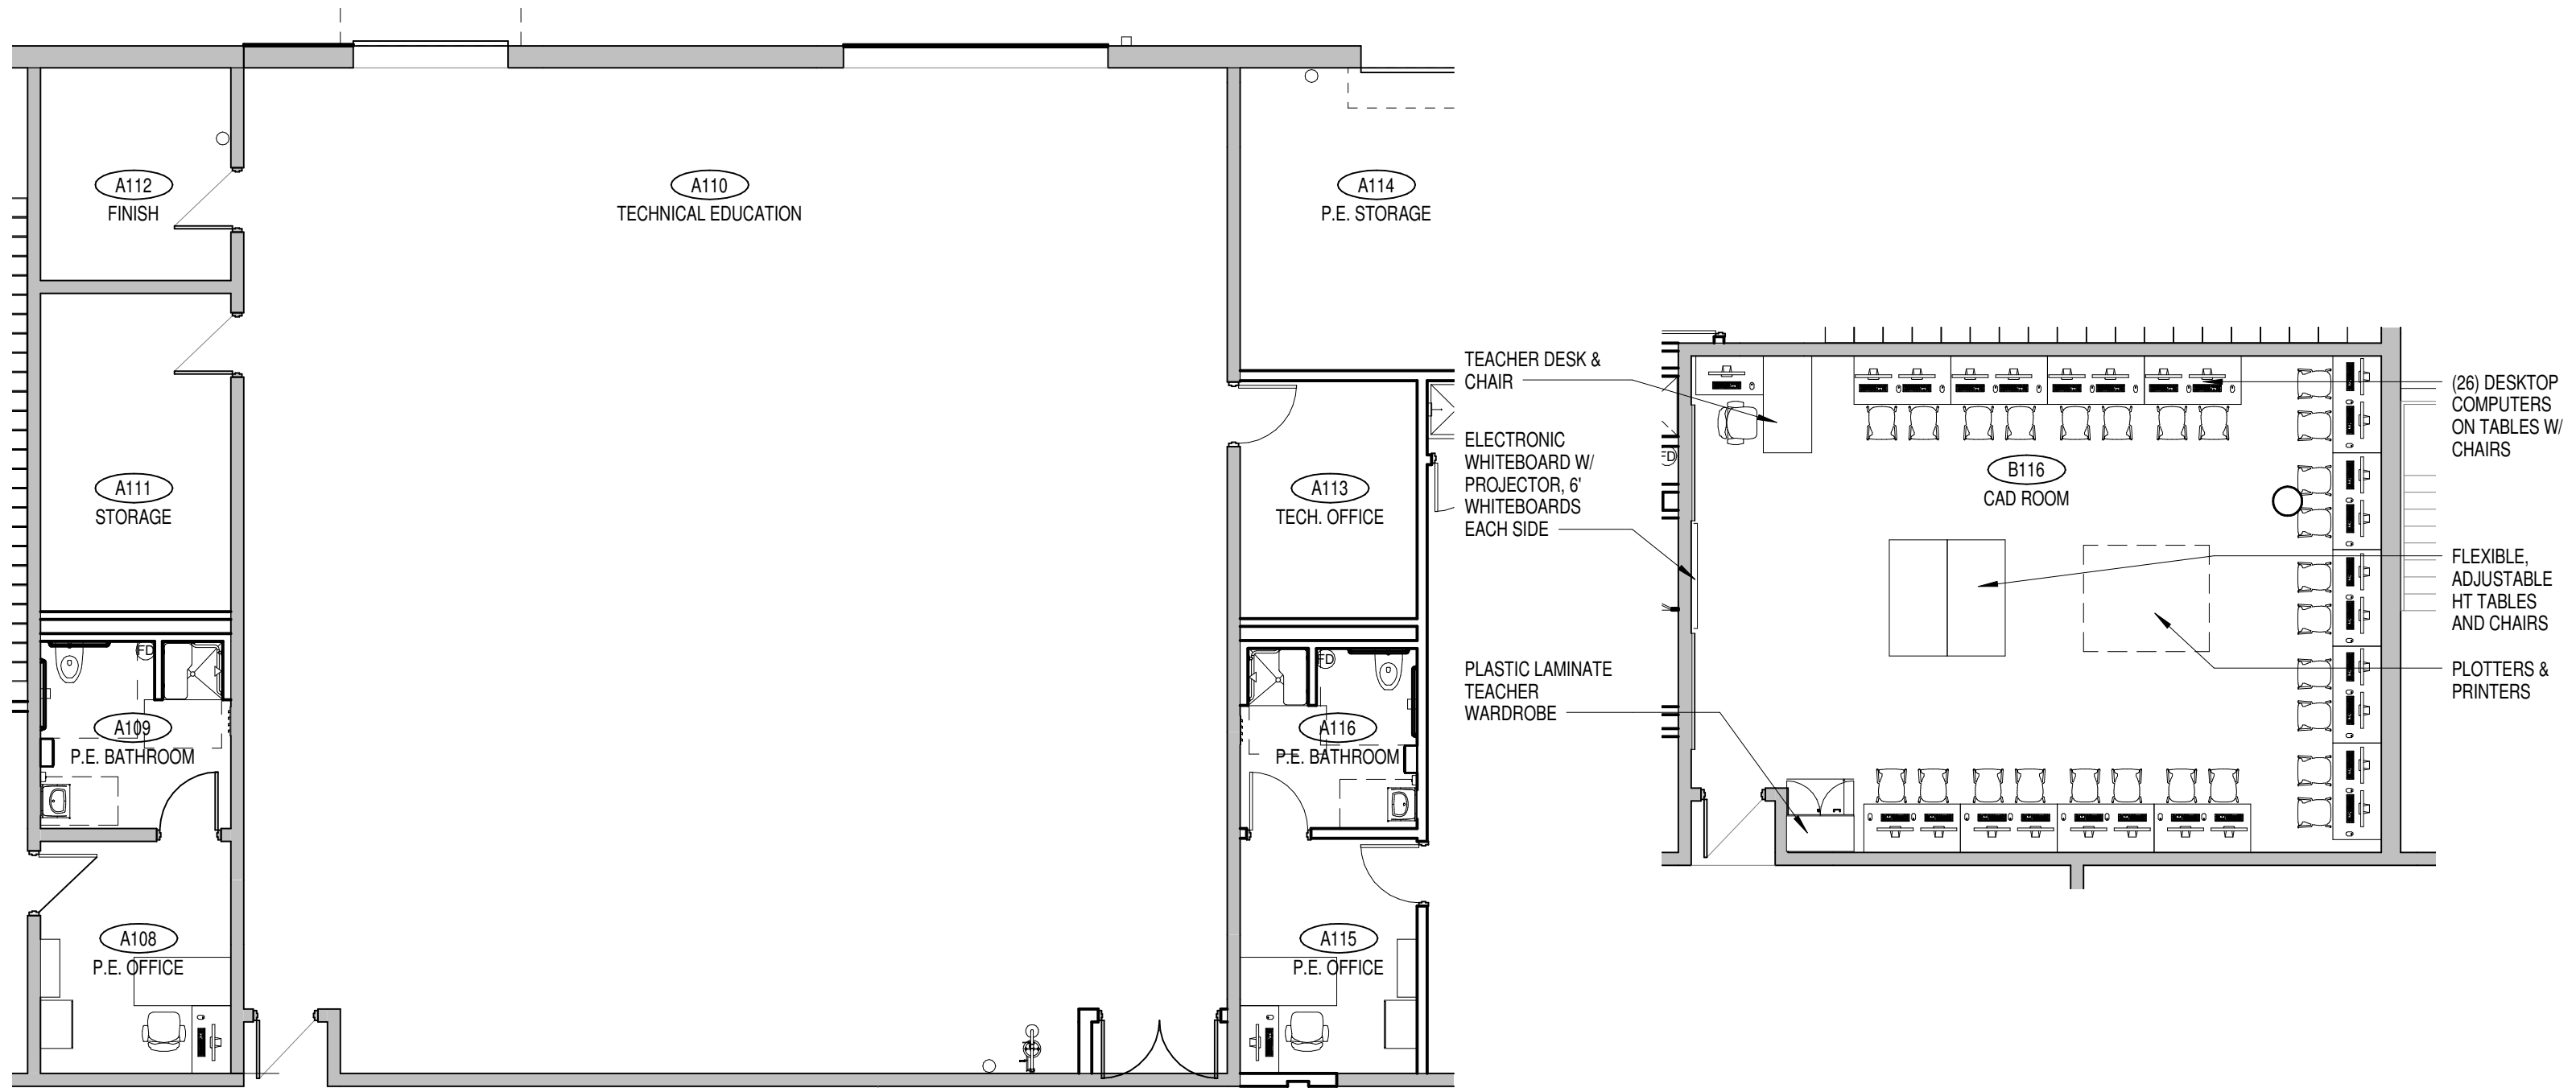 A112
FINISH
A110
TECHNICAL EDUCATION
A114
P.E. STORAGE
A111
STORAGE
A113
TECH. OFFICE
FD
A109
P.E. BATHROOM
FD
A116
P.E. BATHROOM
A108
P.E. OFFICE
A115
P.E. OFFICE
TEACHER DESK &
CHAIR
ELECTRONIC
WHITEBOARD W/
PROJECTOR, 6'
WHITEBOARDS
EACH SIDE
PLASTIC LAMINATE
TEACHER
WARDROBE
FD
B116
CAD ROOM
(26) DESKTOP
COMPUTERS
ON TABLES W/
CHAIRS
FLEXIBLE,
ADJUSTABLE
HT TABLES
AND CHAIRS
PLOTTERS &
PRINTERS